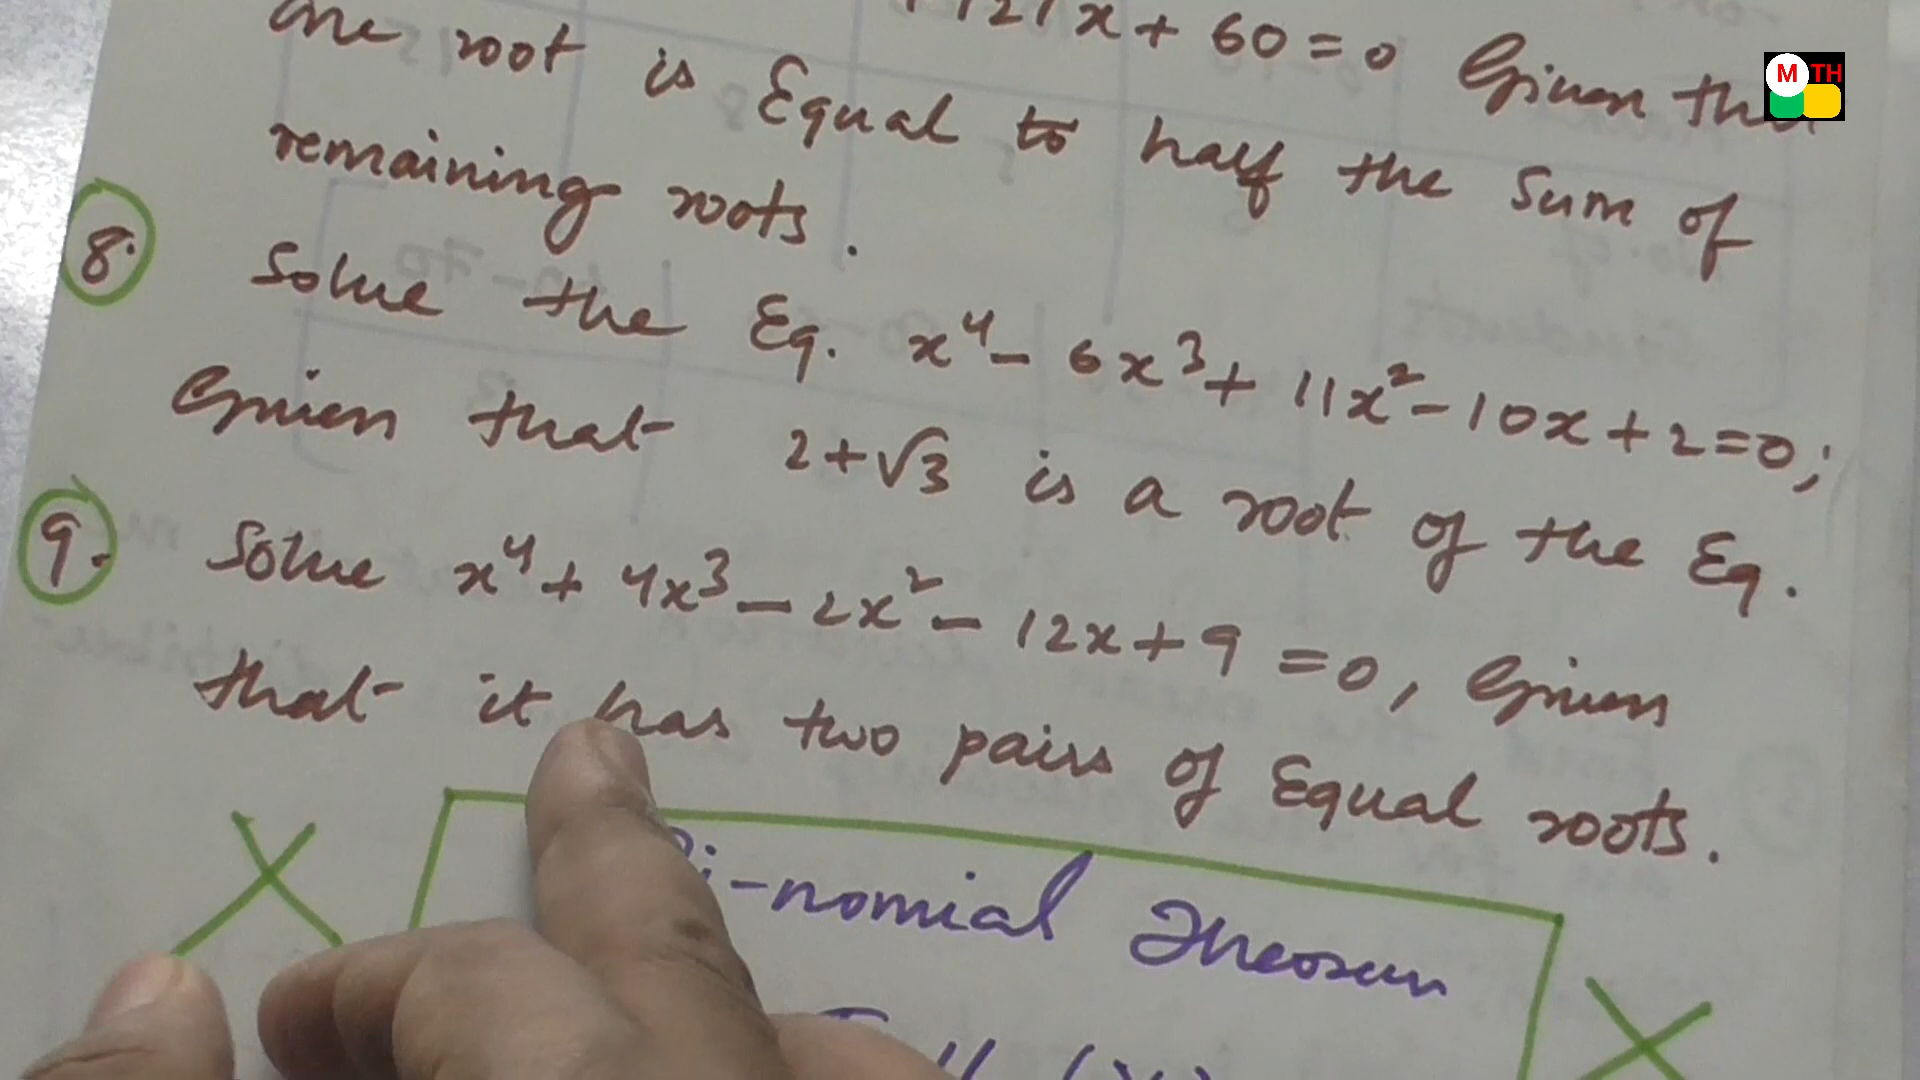 x + 60 = 0 Given that
one root is Equal to half the sum of
remaining roots.
8. Solve the Eq. x⁴ - 6x³ + 11x² - 10x + 2 = 0;
Given that 2+√3 is a root of the Eq.
9. Solve x⁴ + 4x³ - 2x² - 12x + 9 = 0, Given
that it has two pairs of Equal roots.
Bi-nomial Theorem
M TH